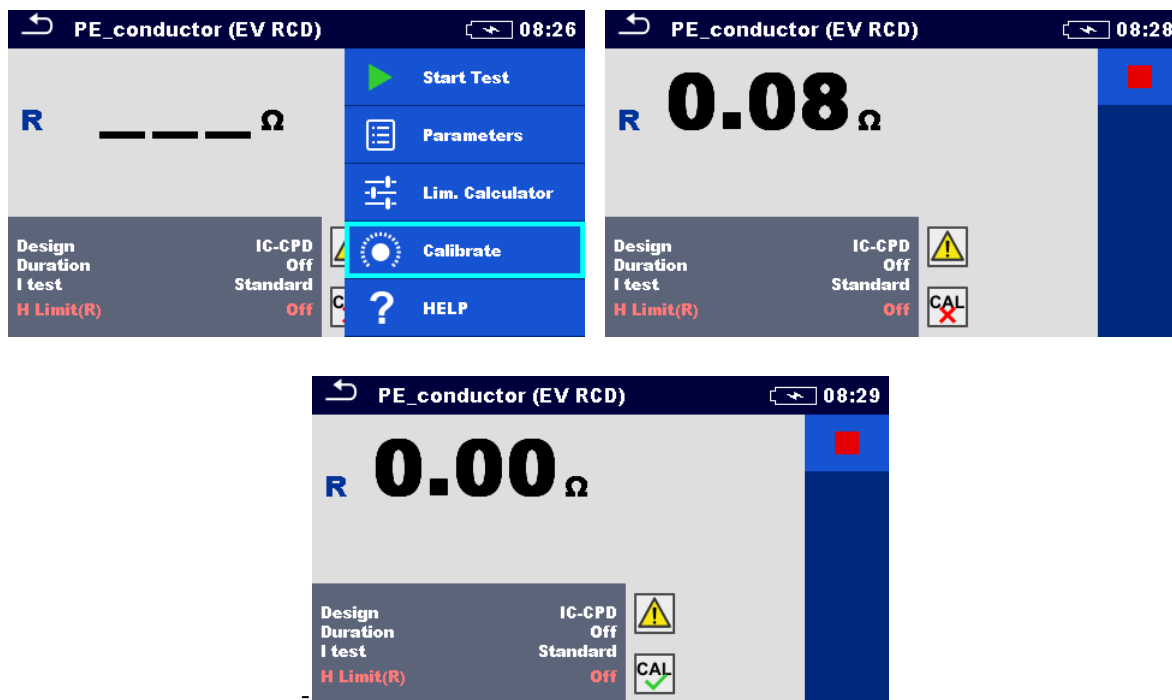 PE_conductor (EV RCD) 08:26
R _ _ _ Ω
Start Test
Parameters
Lim. Calculator
Calibrate
? HELP
Design IC-CPD
Duration Off
I test Standard
H Limit(R) Off
PE_conductor (EV RCD) 08:28
R 0.08 Ω
Design IC-CPD
Duration Off
I test Standard
H Limit(R) Off
CAL
PE_conductor (EV RCD) 08:29
R 0.00 Ω
Design IC-CPD
Duration Off
I test Standard
H Limit(R) Off
CAL
-